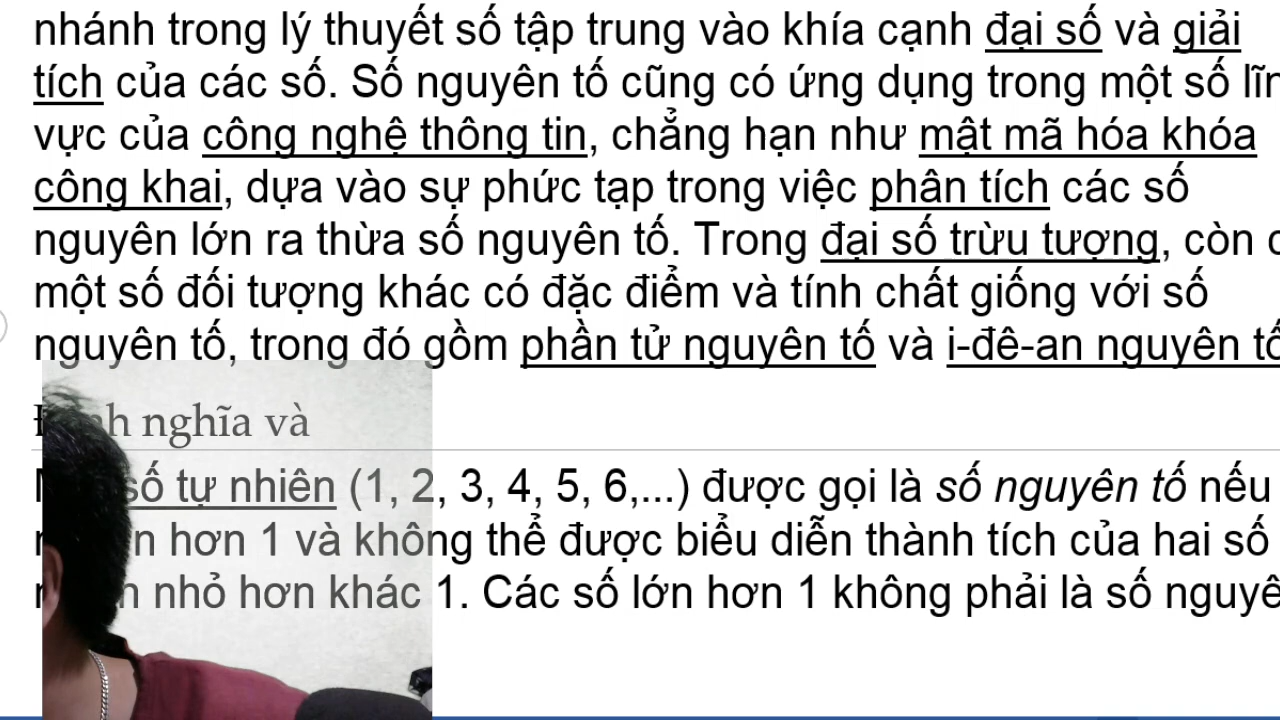 nhánh trong lý thuyết số tập trung vào khía cạnh đại số và giải
tích của các số. Số nguyên tố cũng có ứng dụng trong một số
vực của công nghệ thông tin, chẳng hạn như mật mã hóa khóa
công khai, dựa vào sự phức tạp trong việc phân tích các số
nguyên lớn ra thừa số nguyên tố. Trong đại số trừu tượng, còn
một số đối tượng khác có đặc điểm và tính chất giống với số
nguyên tố, trong đó gồm phần tử nguyên tố và i-đê-an nguyên tố
nghĩa và
số tự nhiên (1, 2, 3, 4, 5, 6,...) được gọi là số nguyên tố nếu
hơn 1 và không thể được biểu diễn thành tích của hai số
nhỏ hơn khác 1. Các số lớn hơn 1 không phải là số